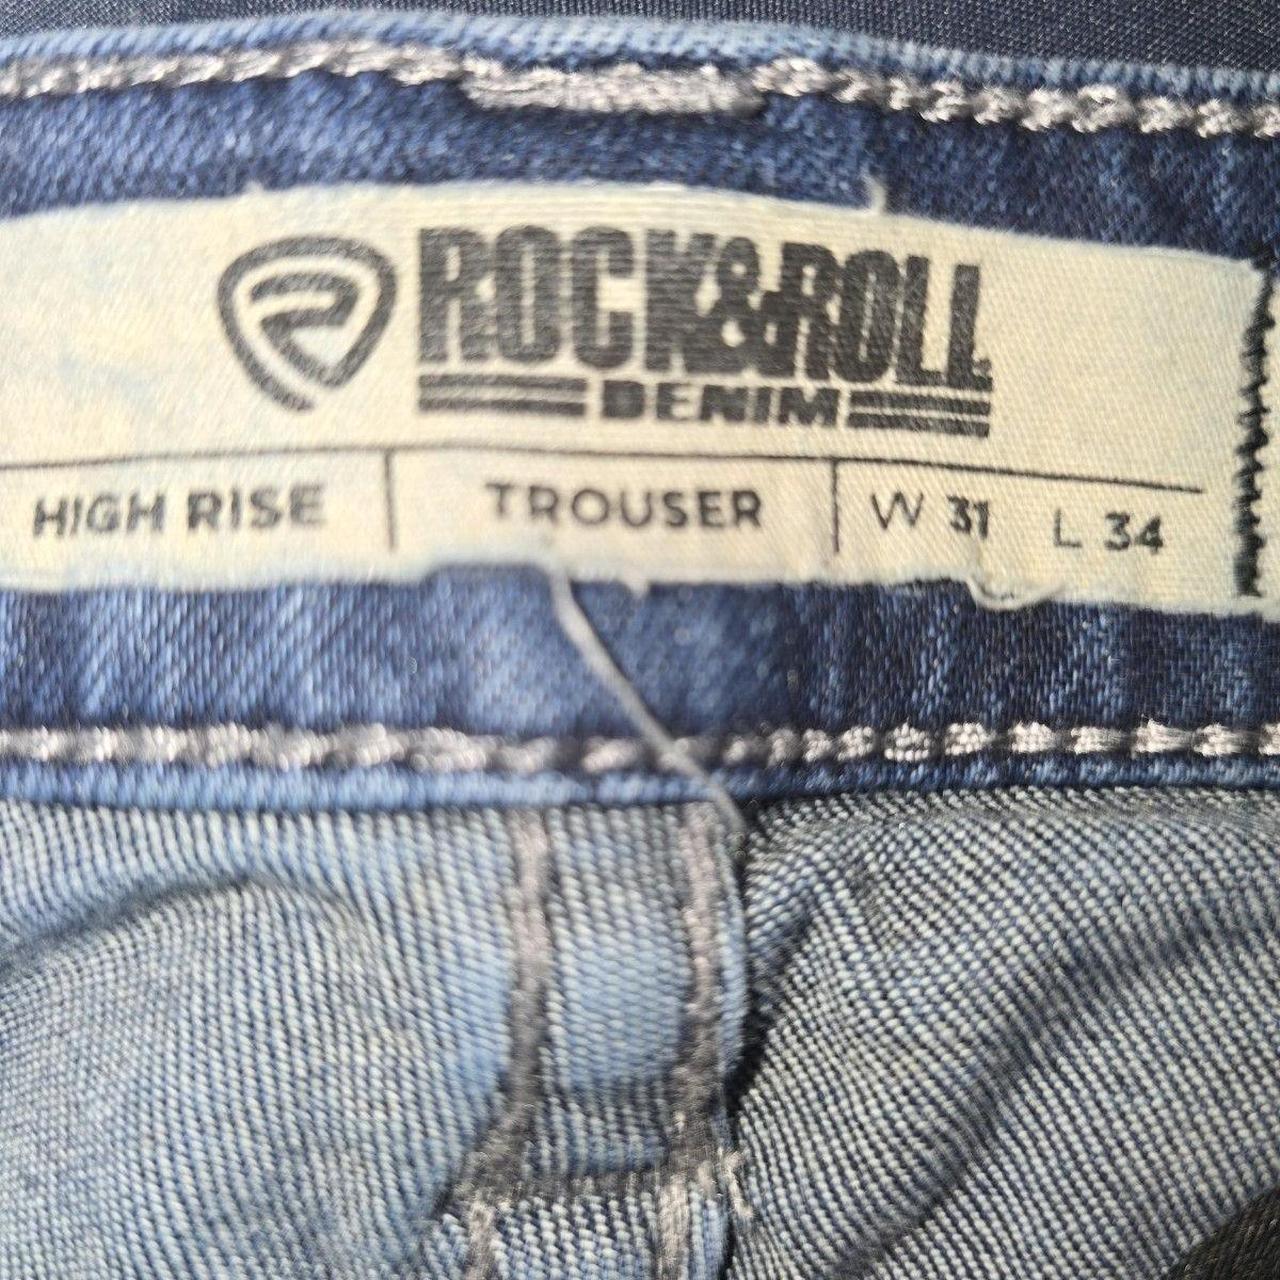 ROCK&ROLL
DENIM
HIGH RISE TROUSER W 31 L 34